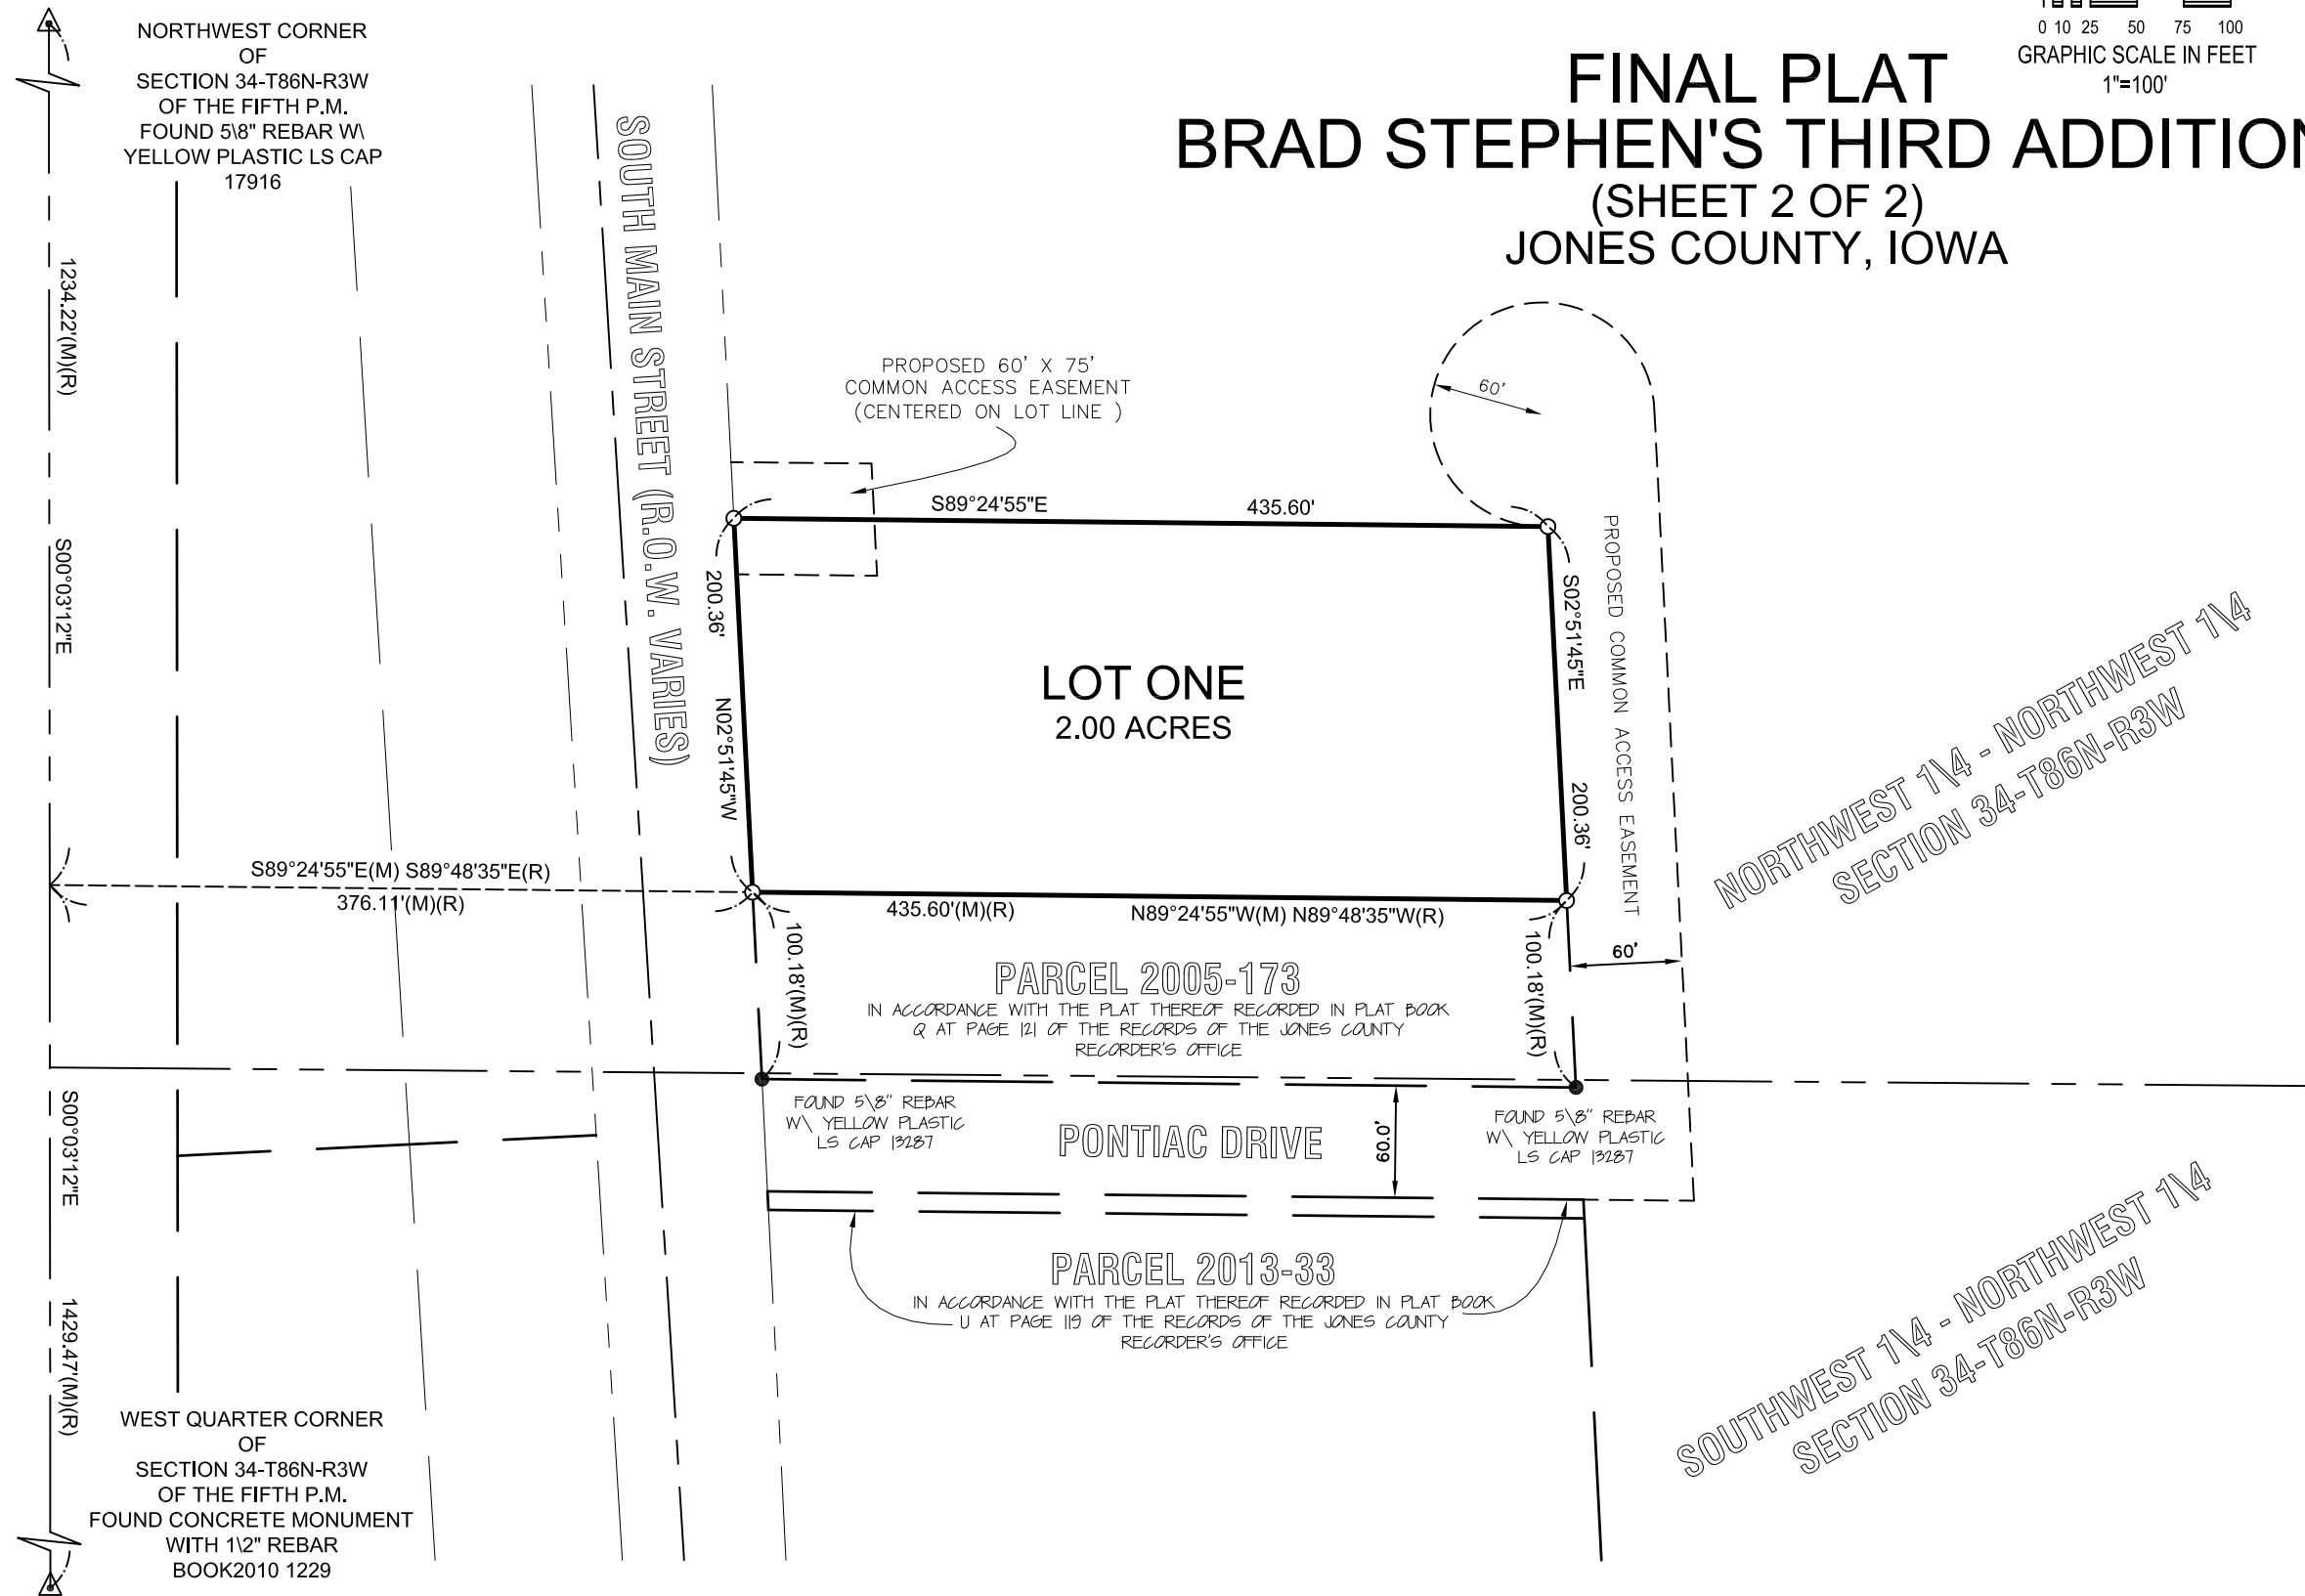 NORTHWEST CORNER
OF
SECTION 34-T86N-R3W
OF THE FIFTH P.M.
FOUND 5\8" REBAR W\
YELLOW PLASTIC LS CAP
17916
0 10 25 50 75 100
GRAPHIC SCALE IN FEET
1"=100'
FINAL PLAT
BRAD STEPHEN'S THIRD ADDITION
(SHEET 2 OF 2)
JONES COUNTY, IOWA
1234.22'(M)(R)
S00°03'12"E
SOUTH MAIN STREET (R.O.W. VARIES)
PROPOSED 60' X 75'
COMMON ACCESS EASEMENT
(CENTERED ON LOT LINE )
60'
S89°24'55"E 435.60'
200.36'
N02°51'45"W
LOT ONE
2.00 ACRES
S02°51'45"E
200.36'
PROPOSED COMMON ACCESS EASEMENT
NORTHWEST 1\4 - NORTHWEST 1\4
SECTION 34-T86N-R3W
S89°24'55"E(M) S89°48'35"E(R)
376.11'(M)(R)
435.60'(M)(R) N89°24'55"W(M) N89°48'35"W(R)
100.18'(M)(R)
100.18'(M)(R)
60'
PARCEL 2005-173
IN ACCORDANCE WITH THE PLAT THEREOF RECORDED IN PLAT BOOK
Q AT PAGE 121 OF THE RECORDS OF THE JONES COUNTY
RECORDER'S OFFICE
FOUND 5\8" REBAR
W\ YELLOW PLASTIC
LS CAP 13287
PONTIAC DRIVE
60.0'
FOUND 5\8" REBAR
W\ YELLOW PLASTIC
LS CAP 13287
S00°03'12"E
1429.47'(M)(R)
PARCEL 2013-33
IN ACCORDANCE WITH THE PLAT THEREOF RECORDED IN PLAT BOOK
U AT PAGE 119 OF THE RECORDS OF THE JONES COUNTY
RECORDER'S OFFICE
SOUTHWEST 1\4 - NORTHWEST 1\4
SECTION 34-T86N-R3W
WEST QUARTER CORNER
OF
SECTION 34-T86N-R3W
OF THE FIFTH P.M.
FOUND CONCRETE MONUMENT
WITH 1\2" REBAR
BOOK2010 1229